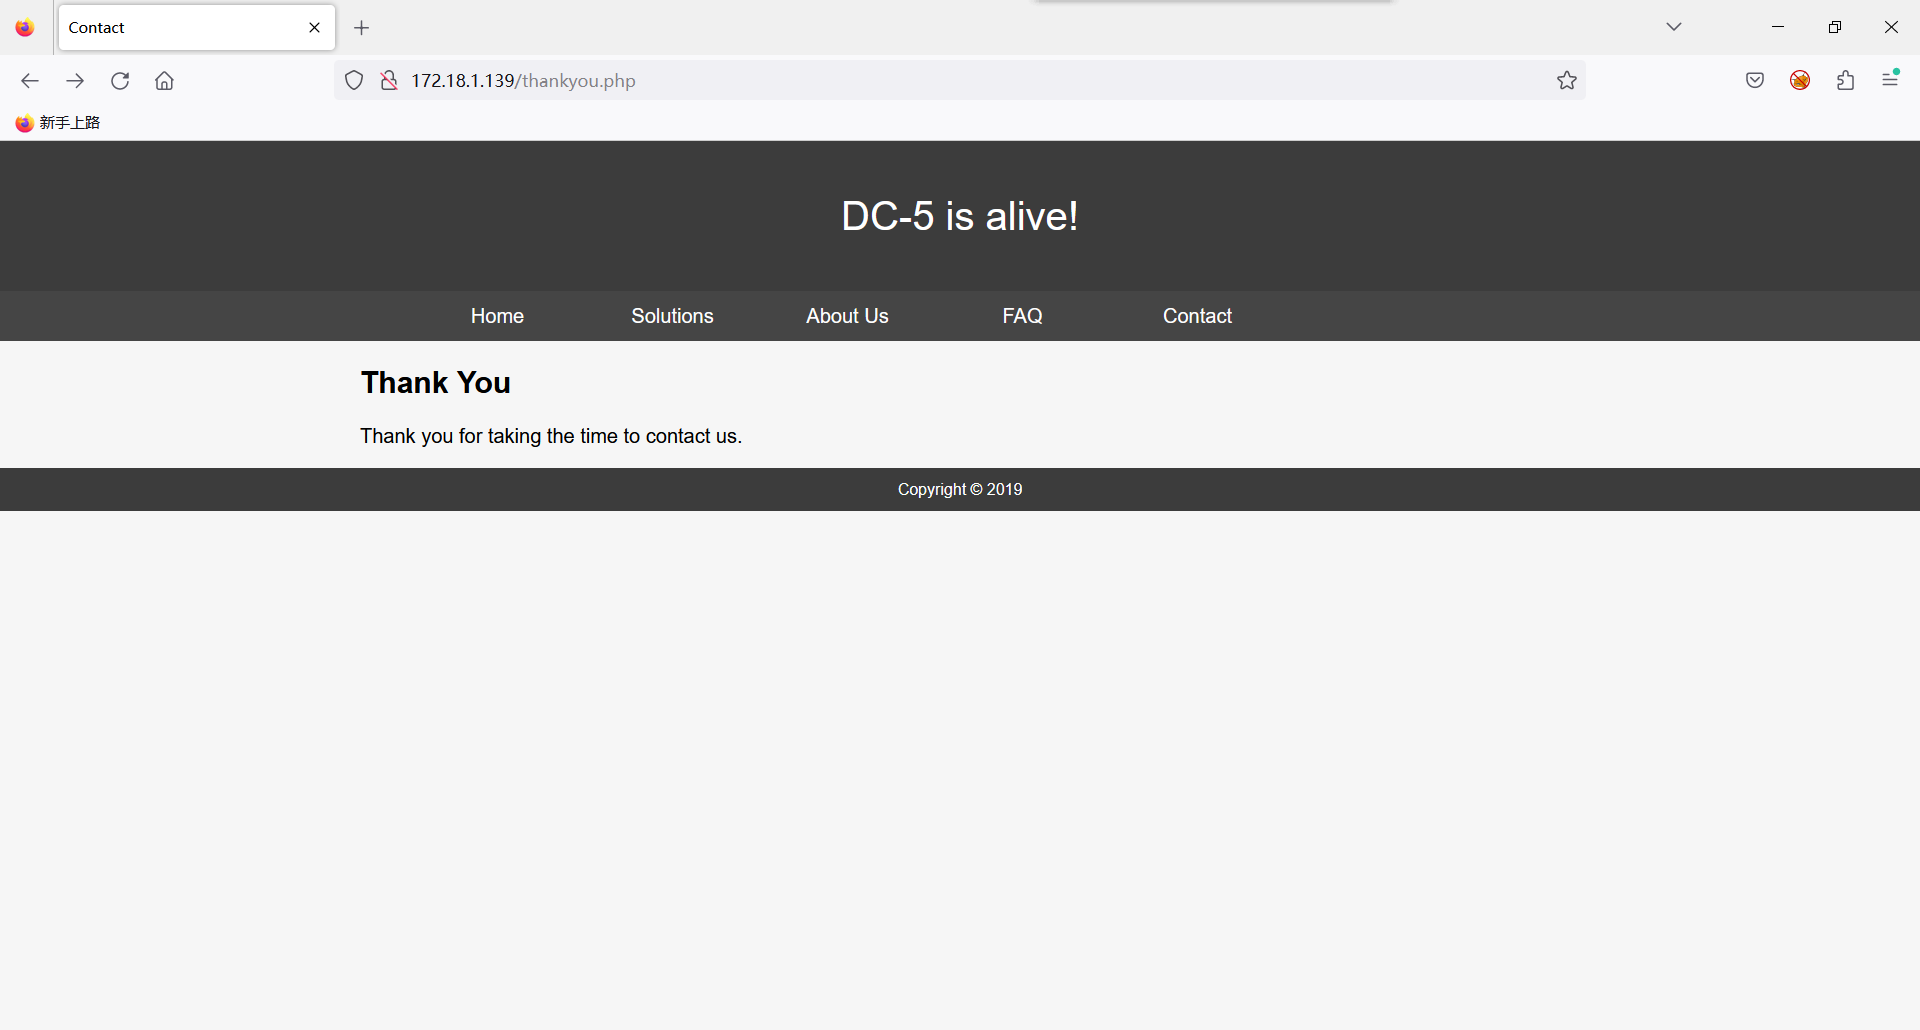 Contact
172.18.1.139/thankyou.php
新手上路
DC-5 is alive!
Home Solutions About Us FAQ Contact
Thank You
Thank you for taking the time to contact us.
Copyright © 2019